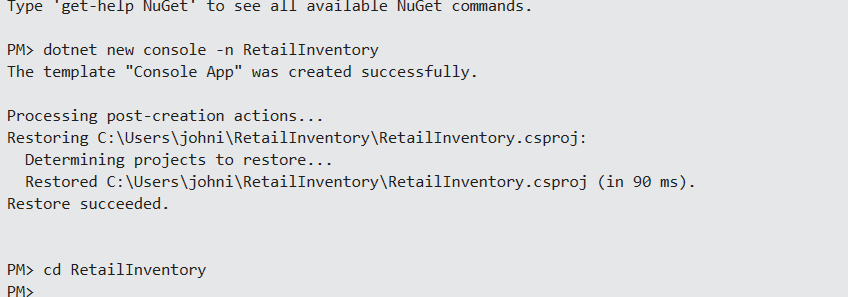 Type 'get-help NuGet' to see all available NuGet commands.
PM> dotnet new console -n RetailInventory
The template "Console App" was created successfully.
Processing post-creation actions...
Restoring C:\Users\johni\RetailInventory\RetailInventory.csproj:
  Determining projects to restore...
  Restored C:\Users\johni\RetailInventory\RetailInventory.csproj (in 90 ms).
Restore succeeded.
PM> cd RetailInventory
PM>